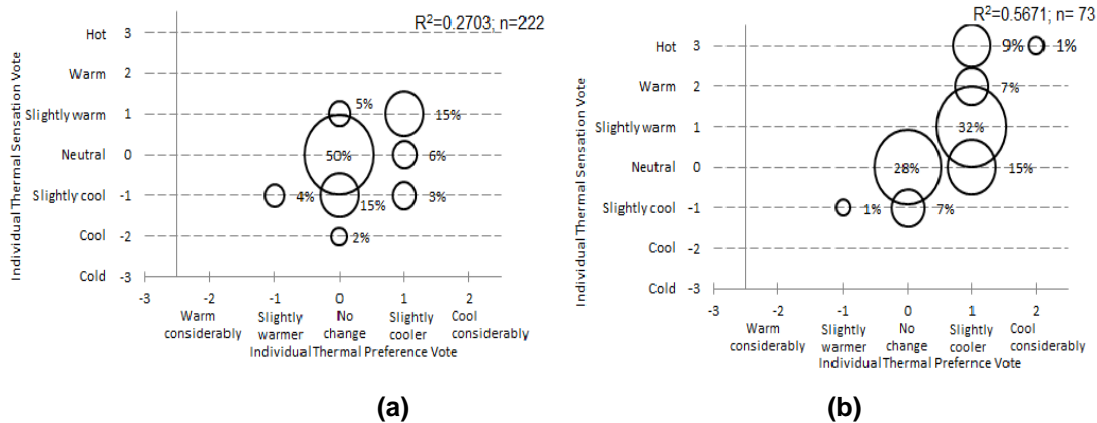 R²=0.2703; n=222
Individual Thermal Sensation Vote
Hot 3
Warm 2
Slightly warm 1
Neutral 0
Slightly cool -1
Cool -2
Cold -3
5%
15%
50%
6%
4%
15%
3%
2%
-3 -2 -1 0 1 2
Warm considerably
Slightly warmer
No change
Slightly cooler
Cool considerably
Individual Thermal Preference Vote
(a)
R²=0.5671; n= 73
Individual Thermal Sensation Vote
Hot 3
Warm 2
Slightly warm 1
Neutral 0
Slightly cool -1
Cool -2
Cold -3
9%
1%
7%
32%
28%
15%
1%
7%
-3 -2 -1 0 1 2
Warm considerably
Slightly warmer
No change
Slightly cooler
Cool considerably
Individual Thermal Prefernce Vote
(b)